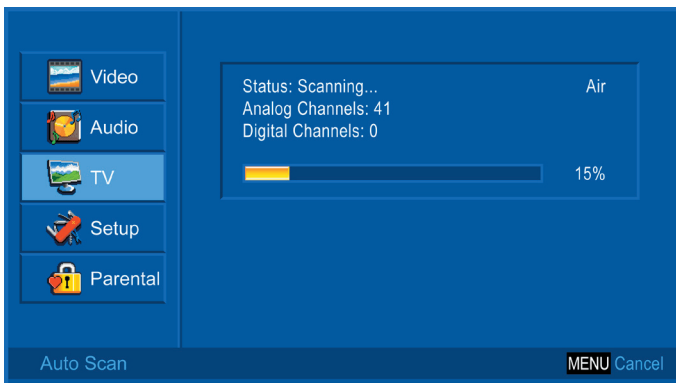 Video
Audio
TV
Setup
Parental
Status: Scanning... Air
Analog Channels: 41
Digital Channels: 0
15%
Auto Scan
MENU Cancel